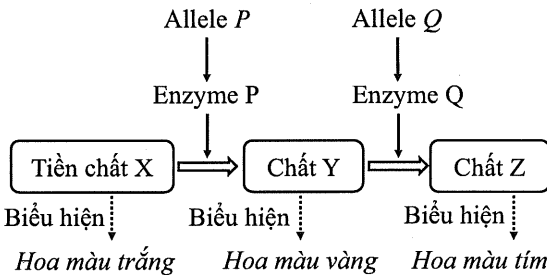 Allele P Allele Q
Enzyme P Enzyme Q
Tiền chất X Chất Y Chất Z
Biểu hiện Biểu hiện Biểu hiện
Hoa màu trắng Hoa màu vàng Hoa màu tím